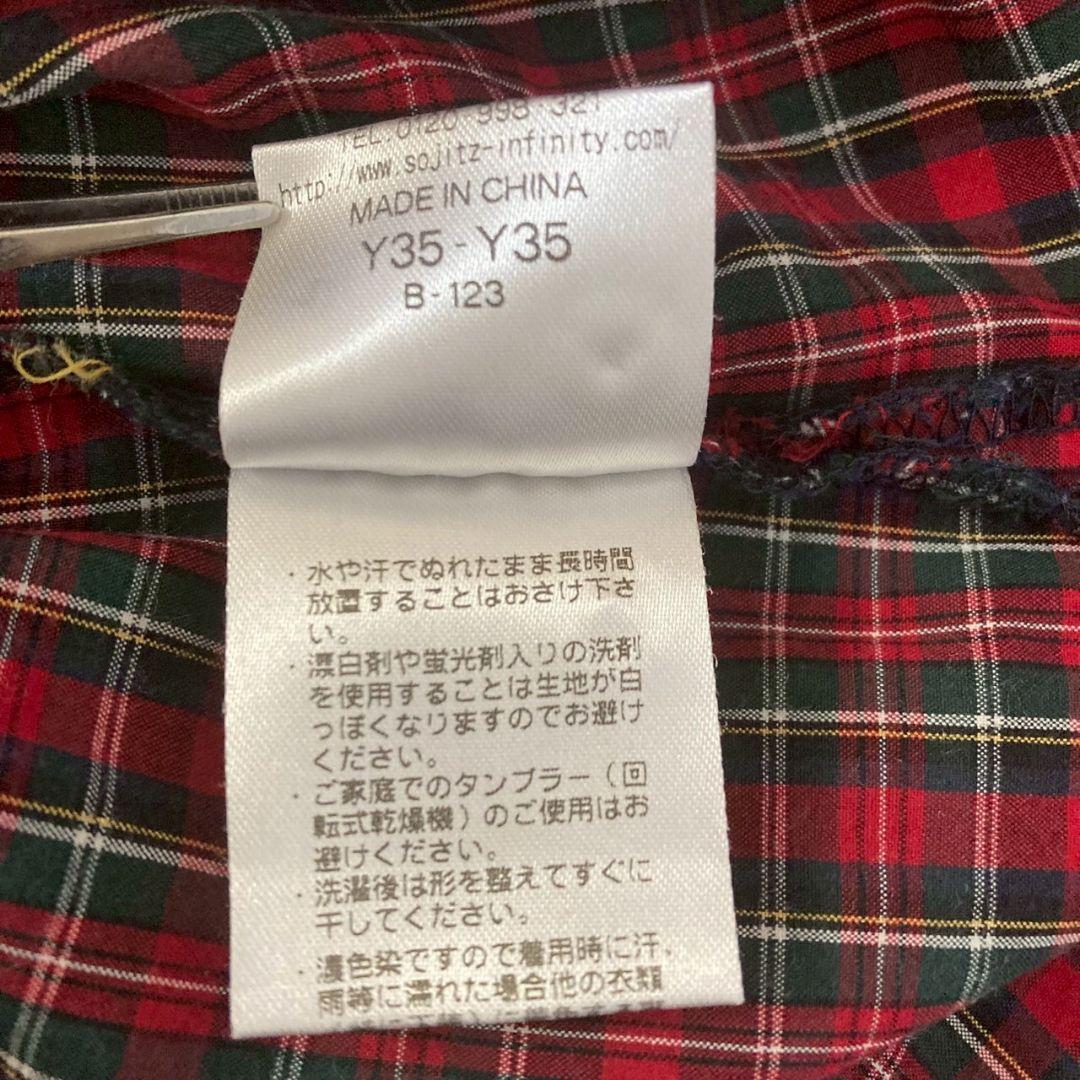 TEL.0120-998-321
http://www.sojitz-infinity.com/
MADE IN CHINA
Y35 - Y35
B - 123
・水や汗でぬれたまま長時間
放置することはおさけ下さ
い。
・漂白剤や蛍光剤入りの洗剤
を使用することは生地が白
っぽくなりますのでお避け
ください。
・ご家庭でのタンブラー（回
転式乾燥機）のご使用はお
避けください。
・洗濯後は形を整えてすぐに
干してください。
・濃色染ですので着用時に汗、
雨等に濡れた場合他の衣類